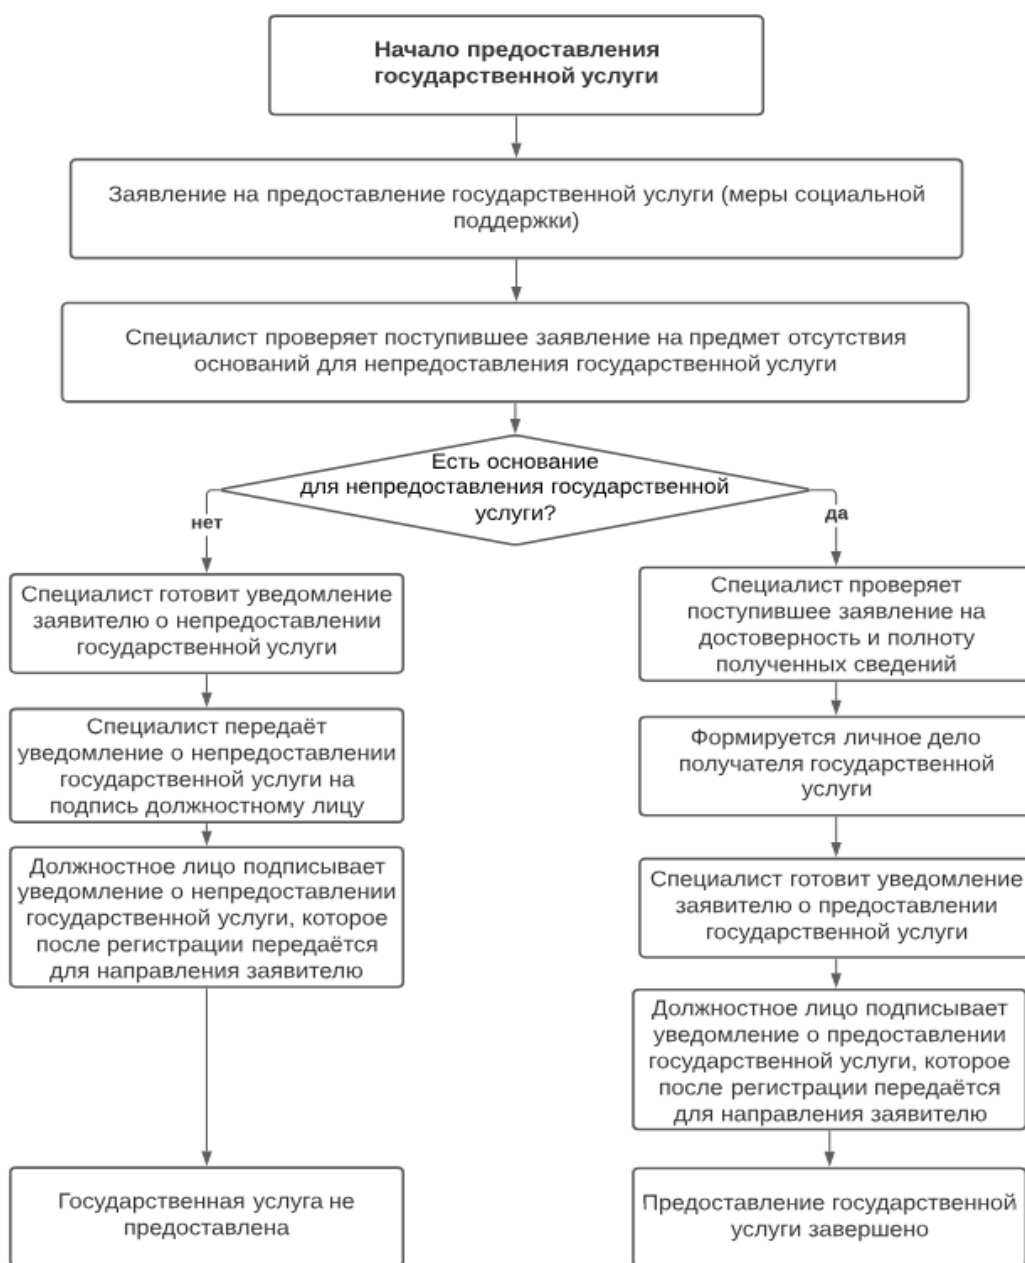 Начало предоставления
государственной услуги
Заявление на предоставление государственной услуги (меры социальной
поддержки)
Специалист проверяет поступившее заявление на предмет отсутствия
оснований для непредоставления государственной услуги
Есть основание
для непредоставления государственной
услуги?
нет
да
Специалист готовит уведомление
заявителю о непредоставлении
государственной услуги
Специалист передаёт
уведомление о непредоставлении
государственной услуги на
подпись должностному лицу
Должностное лицо подписывает
уведомление о непредоставлении
государственной услуги, которое
после регистрации передаётся
для направления заявителю
Государственная услуга не
предоставлена
Специалист проверяет
поступившее заявление на
достоверность и полноту
полученных сведений
Формируется личное дело
получателя государственной
услуги
Специалист готовит уведомление
заявителю о предоставлении
государственной услуги
Должностное лицо подписывает
уведомление о предоставлении
государственной услуги, которое
после регистрации передаётся
для направления заявителю
Предоставление государственной
услуги завершено